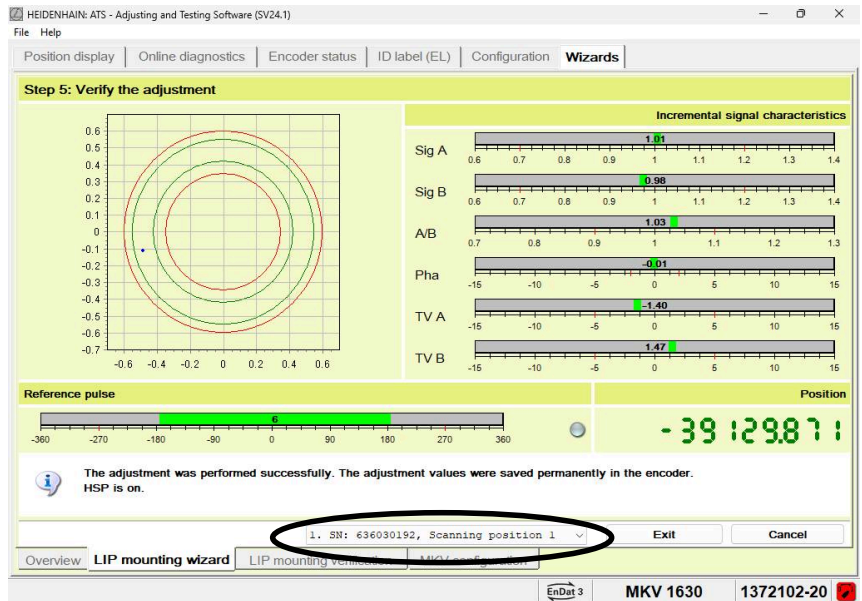 HEIDENHAIN: ATS - Adjusting and Testing Software (SV24.1)
File Help
Position display Online diagnostics Encoder status ID label (EL) Configuration Wizards
Step 5: Verify the adjustment
Incremental signal characteristics
0.6
0.5
0.4
0.3
0.2
0.1
0
-0.1
-0.2
-0.3
-0.4
-0.5
-0.6
-0.7
-0.6 -0.4 -0.2 0 0.2 0.4 0.6
Sig A 1.01
0.6 0.7 0.8 0.9 1 1.1 1.2 1.3 1.4
Sig B 0.98
0.6 0.7 0.8 0.9 1 1.1 1.2 1.3 1.4
A/B 1.03
0.7 0.8 0.9 1 1.1 1.2 1.3
Pha -0.01
-15 -10 -5 0 5 10 15
TV A -1.40
-15 -10 -5 0 5 10 15
TV B 1.47
-15 -10 -5 0 5 10 15
Reference pulse
6
-360 -270 -180 -90 0 90 180 270 360
Position
-39129.871
The adjustment was performed successfully. The adjustment values were saved permanently in the encoder.
HSP is on.
1. SN: 636030192, Scanning position 1
Exit Cancel
Overview LIP mounting wizard LIP mounting verification MKV configuration
EnDat 3 MKV 1630 1372102-20